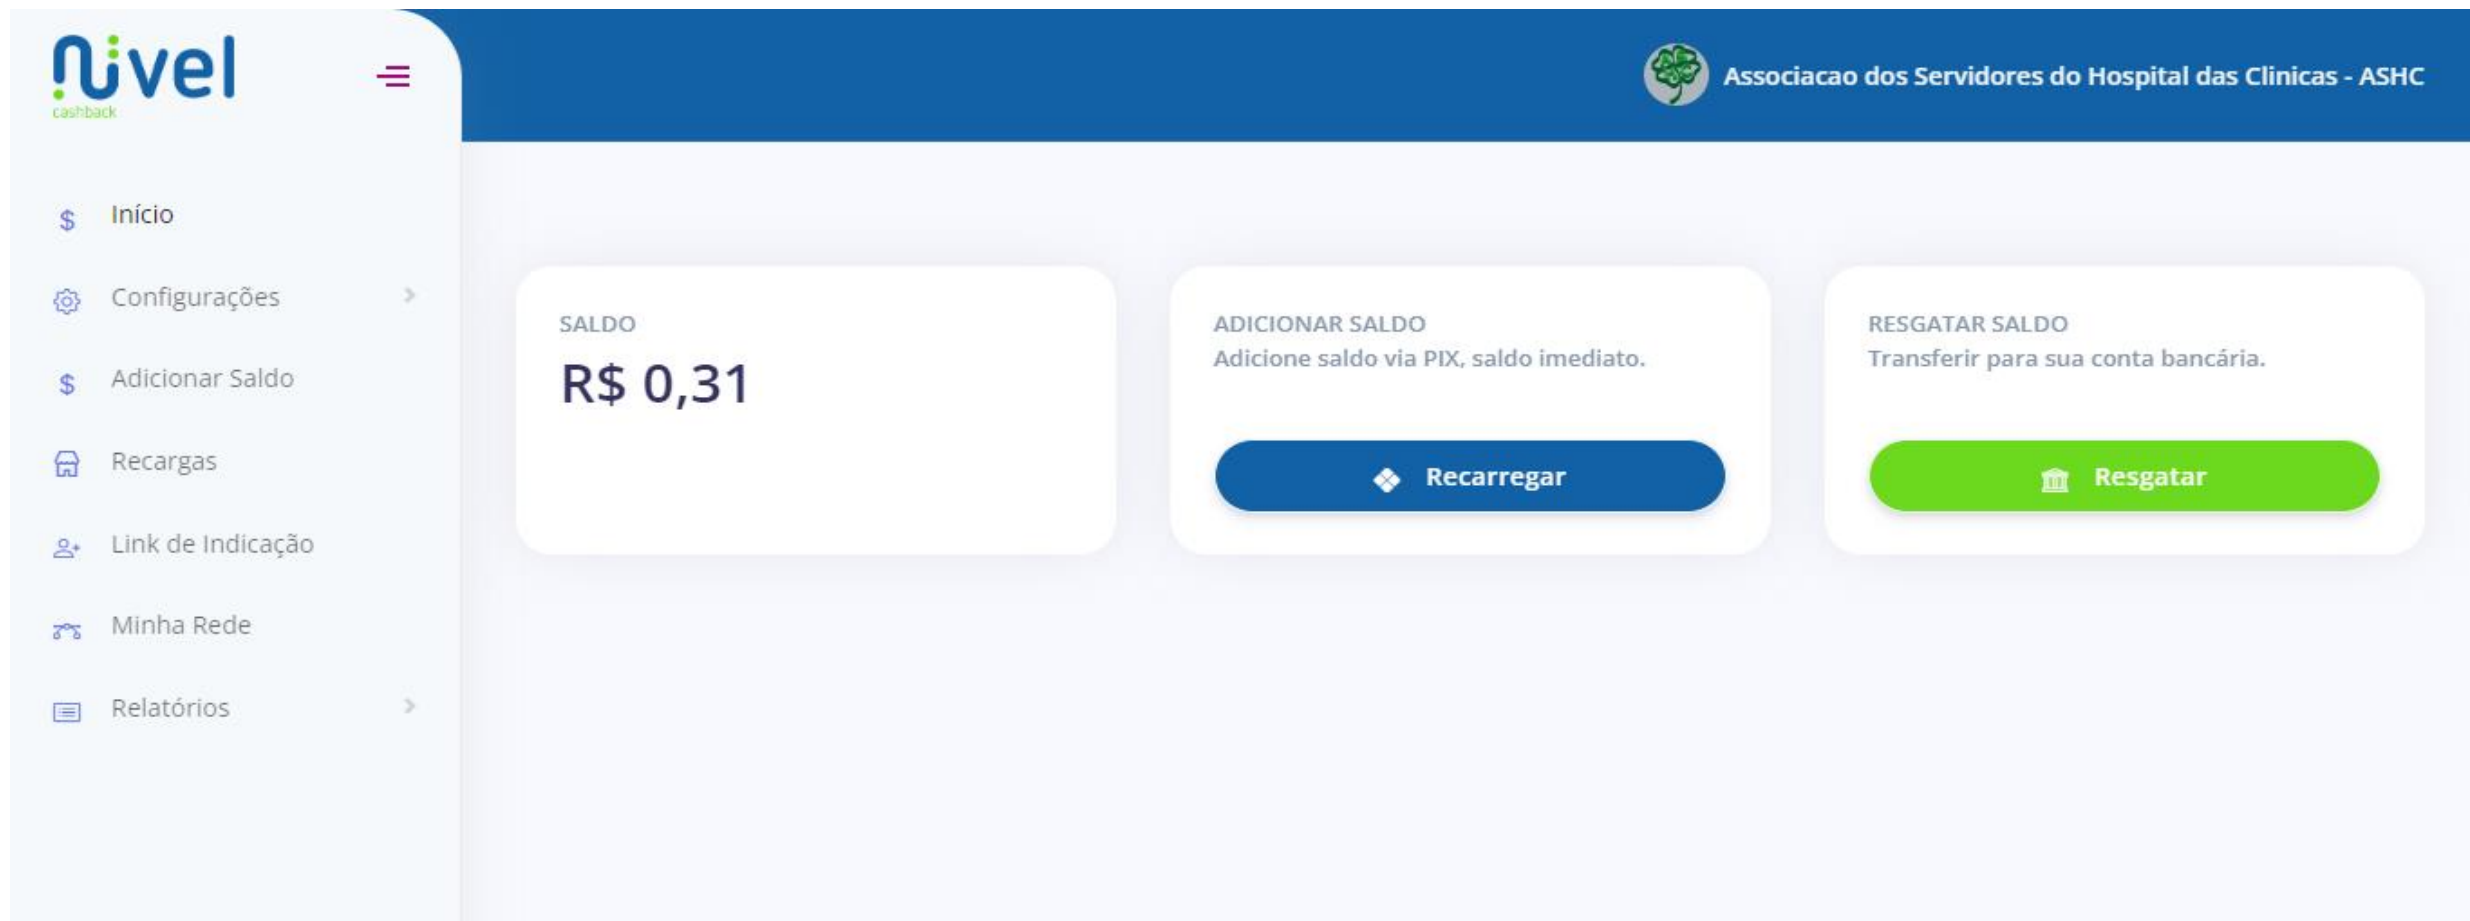 Nivel
cashback
Associacao dos Servidores do Hospital das Clinicas - ASHC
Início
Configurações
Adicionar Saldo
Recargas
Link de Indicação
Minha Rede
Relatórios
SALDO
R$ 0,31
ADICIONAR SALDO
Adicione saldo via PIX, saldo imediato.
Recarregar
RESGATAR SALDO
Transferir para sua conta bancária.
Resgatar